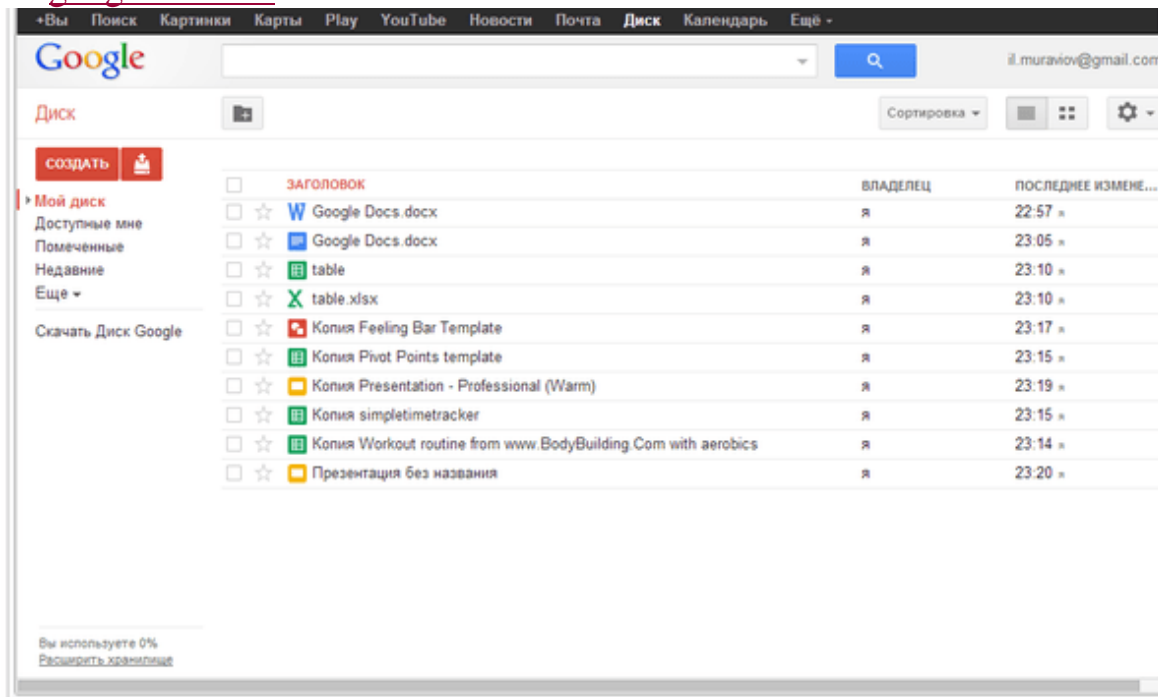 +Вы Поиск Картинки Карты Play YouTube Новости Почта Диск Календарь Ещё
Google il.muraviov@gmail.com
Диск Сортировка
СОЗДАТЬ
ЗАГОЛОВОК ВЛАДЕЛЕЦ ПОСЛЕДНЕЕ ИЗМЕНЕ...
Мой диск
Доступные мне
Помеченные
Недавние
Еще
Скачать Диск Google
Google Docs.docx я 22:57 я
Google Docs.docx я 23:05 я
table я 23:10 я
table.xlsx я 23:10 я
Копия Feeling Bar Template я 23:17 я
Копия Pivot Points template я 23:15 я
Копия Presentation - Professional (Warm) я 23:19 я
Копия simpletimetracker я 23:15 я
Копия Workout routine from www.BodyBuilding.Com with aerobics я 23:14 я
Презентация без названия я 23:20 я
Вы используете 0%
Расширить хранилище